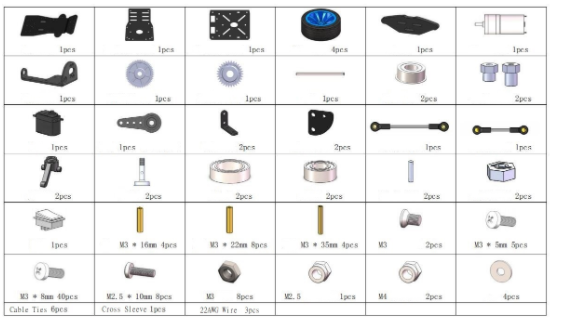 1pcs 1pcs 1pcs 4pcs 1pcs 1pcs
1pcs 1pcs 1pcs 1pcs 2pcs 2pcs
1pcs 1pcs 2pcs 2pcs 1pcs 1pcs
2pcs 2pcs 2pcs 2pcs 2pcs 2pcs
1pcs M3 * 16mm 4pcs M3 * 22mm 8pcs M3 * 35mm 4pcs M3 2pcs M3 * 5mm 5pcs
M3 * 8mm 40pcs M2.5 * 10mm 8pcs M3 8pcs M2.5 1pcs M4 2pcs 4pcs
Cable Ties 6pcs Cross Sleeve 1pcs 22AWG Wire 3pcs